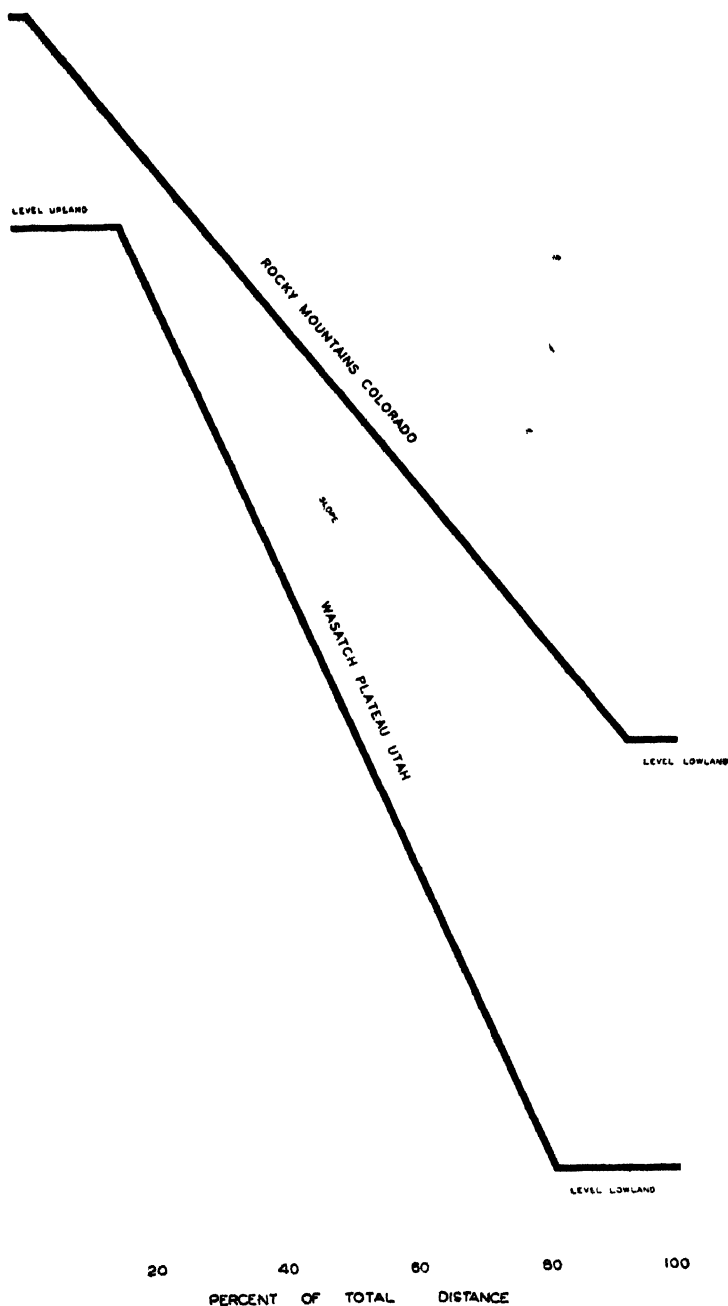 LEVEL UPLAND
ROCKY MOUNTAINS COLORADO
SLOPE
WASATCH PLATEAU UTAH
LEVEL LOWLAND
LEVEL LOWLAND
20 40 60 80 100
PERCENT OF TOTAL DISTANCE